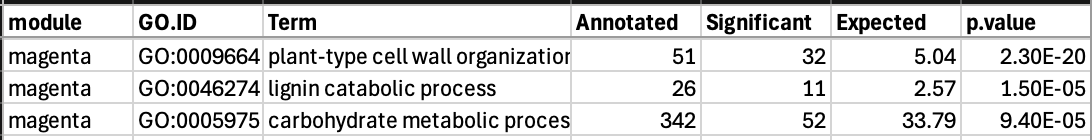 module GO.ID Term Annotated Significant Expected p.value
magenta GO:0009664 plant-type cell wall organization 51 32 5.04 2.30E-20
magenta GO:0046274 lignin catabolic process 26 11 2.57 1.50E-05
magenta GO:0005975 carbohydrate metabolic proces 342 52 33.79 9.40E-05